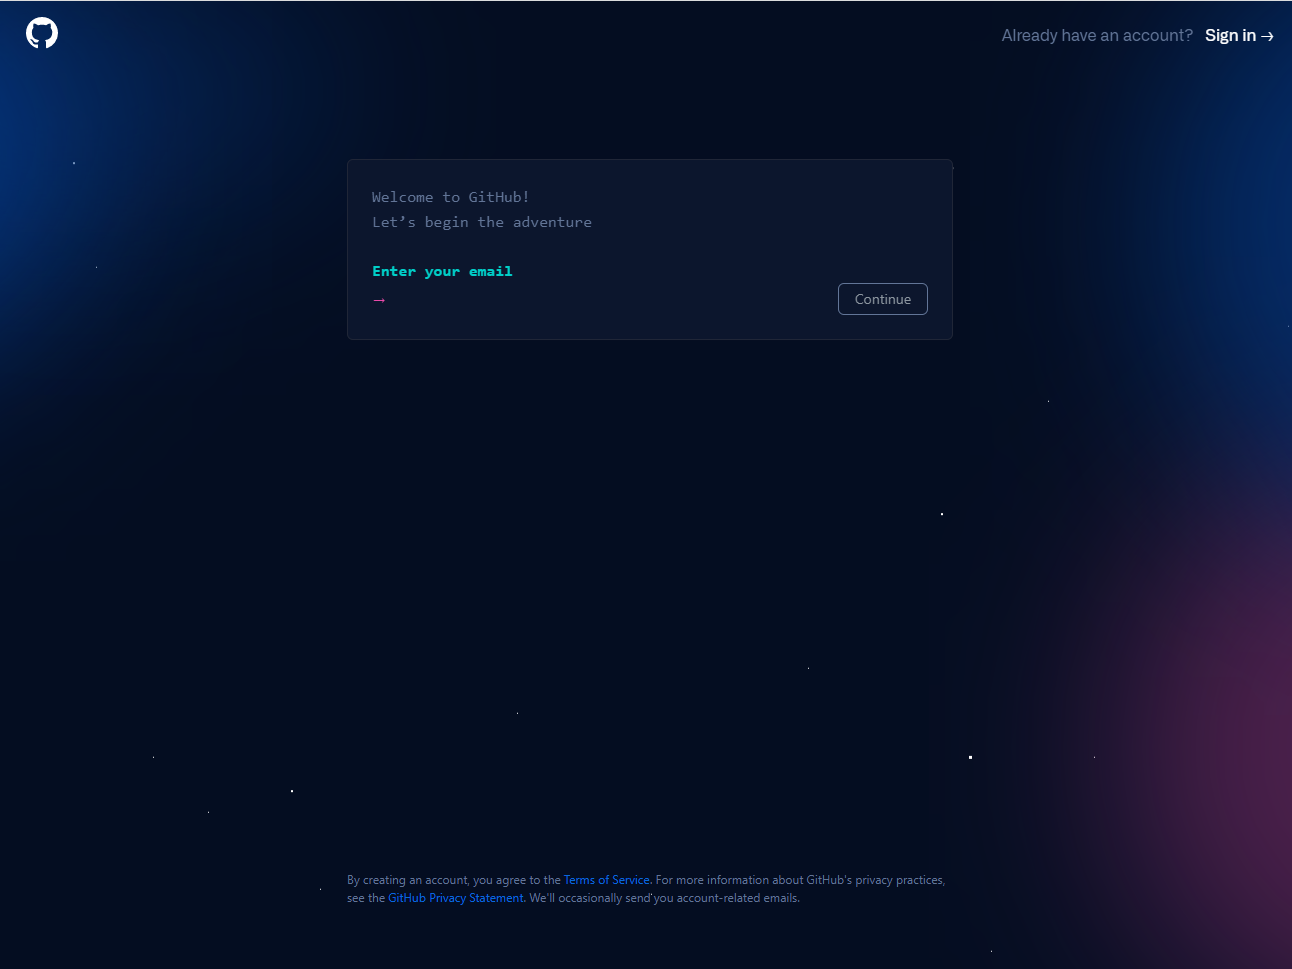 Already have an account? Sign in →
Welcome to GitHub!
Let’s begin the adventure
Enter your email
→
Continue
By creating an account, you agree to the Terms of Service. For more information about GitHub's privacy practices,
see the GitHub Privacy Statement. We'll occasionally send you account-related emails.